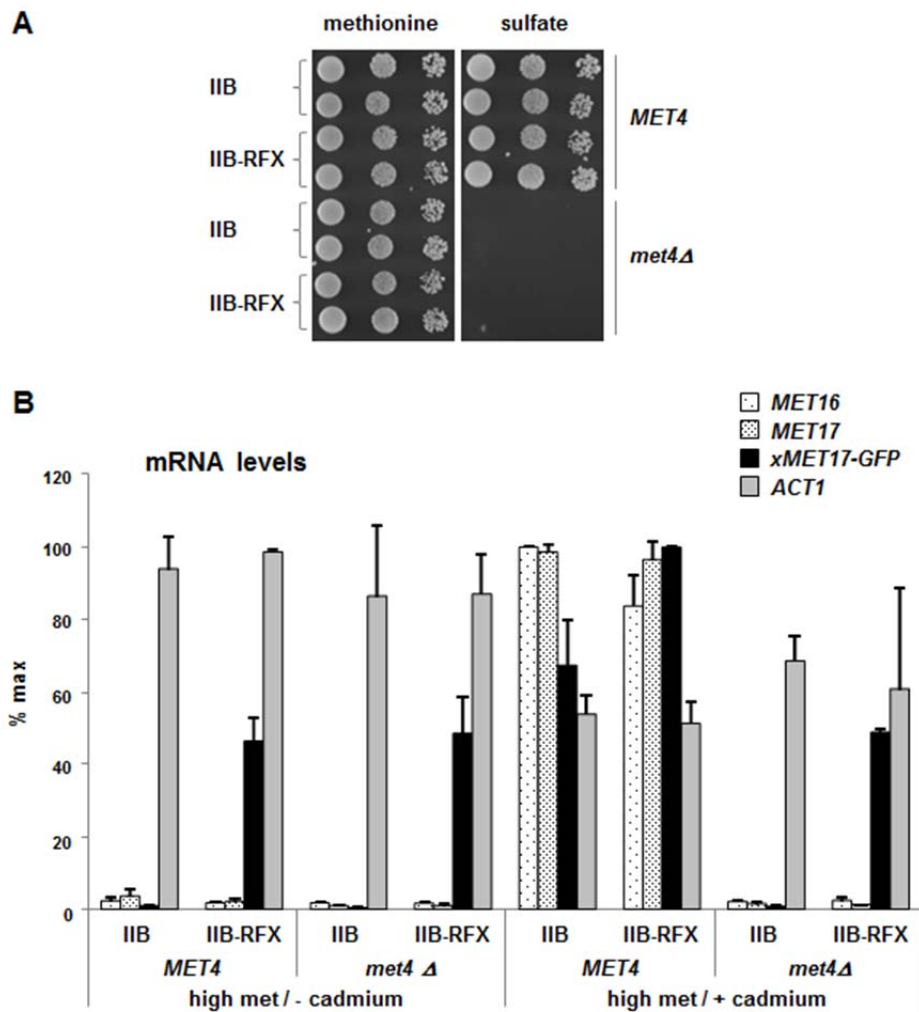 A
methionine sulfate
IIB
IIB-RFX
IIB
IIB-RFX
MET4
met4Δ
B
mRNA levels
MET16
MET17
xMET17-GFP
ACT1
% max
120
100
80
60
40
20
0
IIB IIB-RFX IIB IIB-RFX IIB IIB-RFX IIB IIB-RFX
MET4 met4 Δ MET4 met4Δ
high met / - cadmium high met / + cadmium